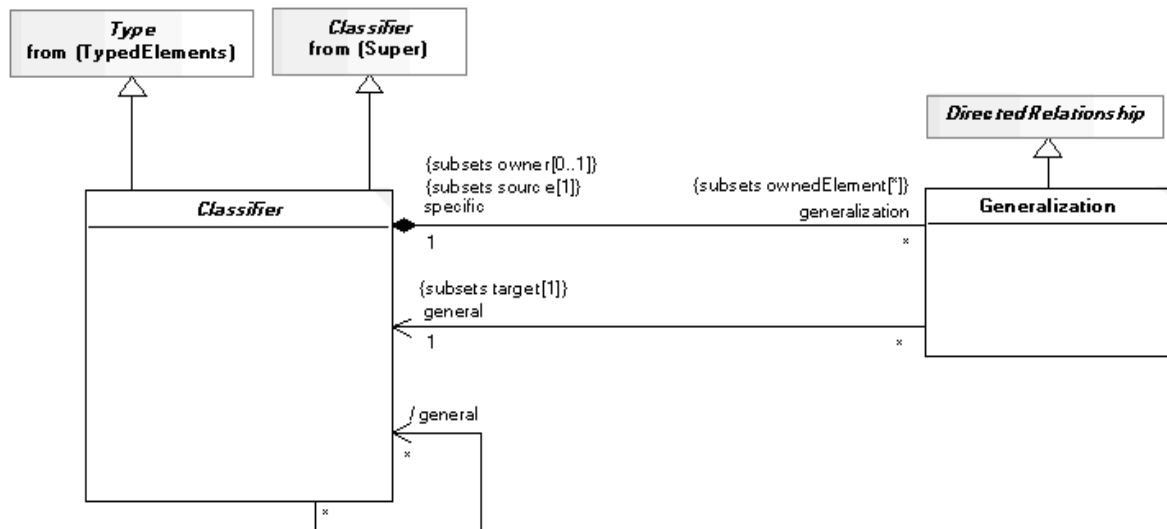 Type
from (TypedElements)
Classifier
from (Super)
DirectedRelationship
{subsets owner[0..1]}
{subsets source[1]}
specific
{subsets ownedElement[*]}
generalization
Classifier
Generalization
1
*
{subsets target[1]}
general
1
*
/ general
*
*